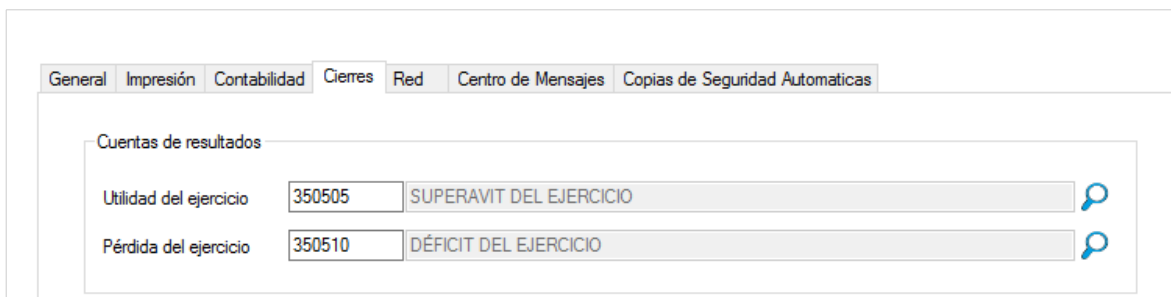 General Impresión Contabilidad Cierres Red Centro de Mensajes Copias de Seguridad Automaticas
Cuentas de resultados
Utilidad del ejercicio 350505 SUPERAVIT DEL EJERCICIO
Pérdida del ejercicio 350510 DÉFICIT DEL EJERCICIO